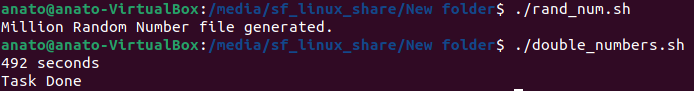 anato@anato-VirtualBox:/media/sf_linux_share/New folder$ ./rand_num.sh
Million Random Number file generated.
anato@anato-VirtualBox:/media/sf_linux_share/New folder$ ./double_numbers.sh
492 seconds
Task Done